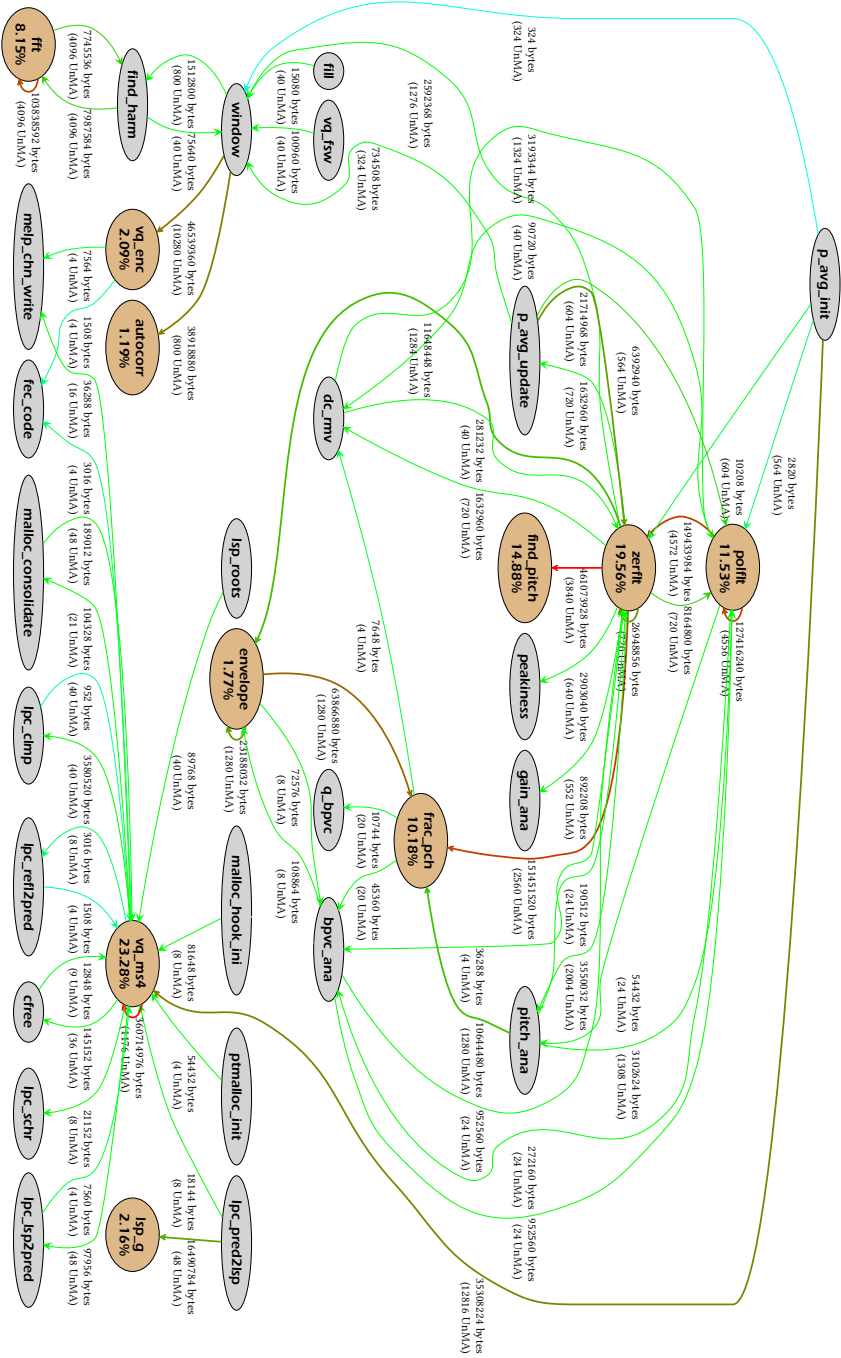 p_avg_init
2820 bytes
(564 UnMA)
10208 bytes
(604 UnMA)
polflt
11.53%
127416240 bytes
(4556 UnMA)
149433984 bytes
(4572 UnMA)
8164800 bytes
(720 UnMA)
6392940 bytes
(564 UnMA)
zerflt
19.56%
26948856 bytes
(720 UnMA)
54432 bytes
(24 UnMA)
3102624 bytes
(1308 UnMA)
21714968 bytes
(604 UnMA)
1632960 bytes
(720 UnMA)
461073928 bytes
(3840 UnMA)
2903040 bytes
(640 UnMA)
892208 bytes
(552 UnMA)
190512 bytes
(24 UnMA)
3550032 bytes
(2004 UnMA)
324 bytes
(324 UnMA)
3193344 bytes
(1324 UnMA)
90720 bytes
(40 UnMA)
p_avg_update
find_pitch
14.88%
peakiness
gain_ana
151451520 bytes
(2560 UnMA)
pitch_ana
272160 bytes
(24 UnMA)
952560 bytes
(24 UnMA)
281232 bytes
(40 UnMA)
1632960 bytes
(720 UnMA)
36288 bytes
(4 UnMA)
10644480 bytes
(1280 UnMA)
952560 bytes
(24 UnMA)
35308224 bytes
(12816 UnMA)
2592368 bytes
(1276 UnMA)
11648448 bytes
(1284 UnMA)
frac_pch
10.18%
734508 bytes
(324 UnMA)
7648 bytes
(4 UnMA)
10744 bytes
(20 UnMA)
45360 bytes
(20 UnMA)
fill
vq_fsw
dc_rmv
63866880 bytes
(1280 UnMA)
q_bpvc
bpvc_ana
15080 bytes
(40 UnMA)
100960 bytes
(40 UnMA)
72576 bytes
(8 UnMA)
108864 bytes
(8 UnMA)
window
lsp_roots
envelope
1.77%
23188032 bytes
(1280 UnMA)
malloc_hook_ini
ptmalloc_init
lpc_pred2lsp
1512800 bytes
(800 UnMA)
75640 bytes
(40 UnMA)
46539360 bytes
(10280 UnMA)
38918880 bytes
(800 UnMA)
89768 bytes
(40 UnMA)
81648 bytes
(8 UnMA)
54432 bytes
(4 UnMA)
18144 bytes
(8 UnMA)
16490784 bytes
(48 UnMA)
find_harm
vq_enc
2.09%
autocorr
1.19%
vq_ms4
23.28%
360714976 bytes
(1176 UnMA)
lsp_g
2.16%
7745536 bytes
(4096 UnMA)
7987584 bytes
(4096 UnMA)
7564 bytes
(4 UnMA)
1508 bytes
(4 UnMA)
36288 bytes
(16 UnMA)
3016 bytes
(4 UnMA)
189012 bytes
(48 UnMA)
104328 bytes
(21 UnMA)
952 bytes
(40 UnMA)
3580520 bytes
(40 UnMA)
3016 bytes
(8 UnMA)
1508 bytes
(4 UnMA)
12848 bytes
(9 UnMA)
145152 bytes
(36 UnMA)
21152 bytes
(8 UnMA)
7560 bytes
(4 UnMA)
97956 bytes
(48 UnMA)
fft
8.15%
103838592 bytes
(4096 UnMA)
melp_chn_write
fec_code
malloc_consolidate
lpc_clmp
lpc_refl2pred
cfree
lpc_schr
lpc_lsp2pred